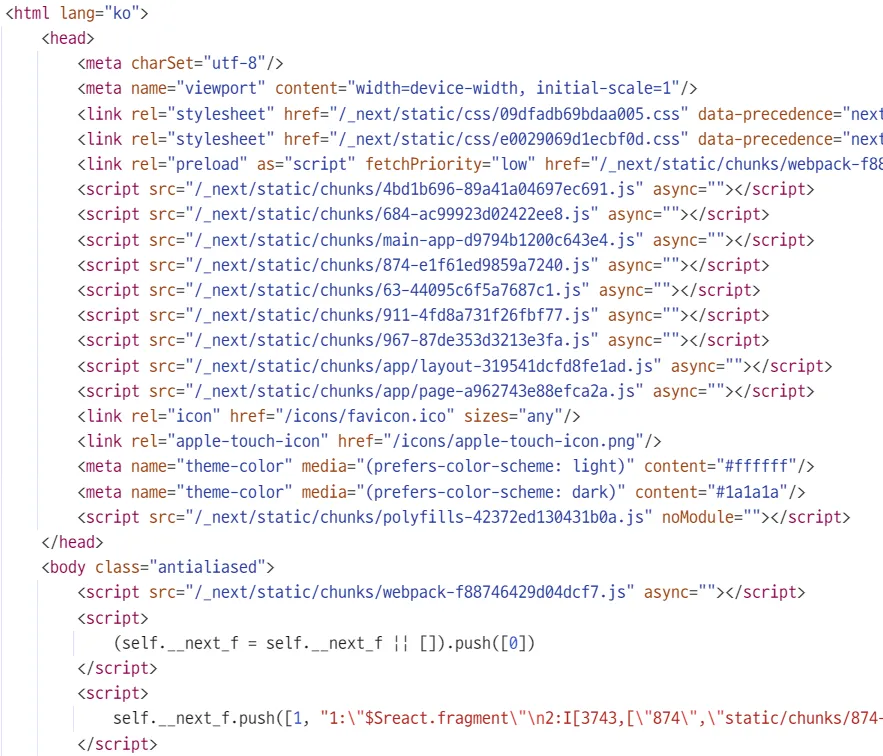 <html lang="ko">
<head>
<meta charSet="utf-8"/>
<meta name="viewport" content="width=device-width, initial-scale=1"/>
<link rel="stylesheet" href="/_next/static/css/09dfadb69bdaa005.css" data-precedence="next
<link rel="stylesheet" href="/_next/static/css/e0029069d1ecbf0d.css" data-precedence="next
<link rel="preload" as="script" fetchPriority="low" href="/_next/static/chunks/webpack-f88
<script src="/_next/static/chunks/4bd1b696-89a41a04697ec691.js" async=""></script>
<script src="/_next/static/chunks/684-ac99923d02422ee8.js" async=""></script>
<script src="/_next/static/chunks/main-app-d9794b1200c643e4.js" async=""></script>
<script src="/_next/static/chunks/874-e1f61ed9859a7240.js" async=""></script>
<script src="/_next/static/chunks/63-44095c6f5a7687c1.js" async=""></script>
<script src="/_next/static/chunks/911-4fd8a731f26fbf77.js" async=""></script>
<script src="/_next/static/chunks/967-87de353d3213e3fa.js" async=""></script>
<script src="/_next/static/chunks/app/layout-319541dcfd8fe1ad.js" async=""></script>
<script src="/_next/static/chunks/app/page-a962743e88efca2a.js" async=""></script>
<link rel="icon" href="/icons/favicon.ico" sizes="any"/>
<link rel="apple-touch-icon" href="/icons/apple-touch-icon.png"/>
<meta name="theme-color" media="(prefers-color-scheme: light)" content="#ffffff"/>
<meta name="theme-color" media="(prefers-color-scheme: dark)" content="#1a1a1a"/>
<script src="/_next/static/chunks/polyfills-42372ed130431b0a.js" noModule=""></script>
</head>
<body class="antialiased">
<script src="/_next/static/chunks/webpack-f88746429d04dcf7.js" async=""></script>
<script>
(self.__next_f = self.__next_f || []).push([0])
</script>
<script>
self.__next_f.push([1, "1:\"$Sreact.fragment\"\n2:I[3743,[\"874\",\"static/chunks/874-
</script>